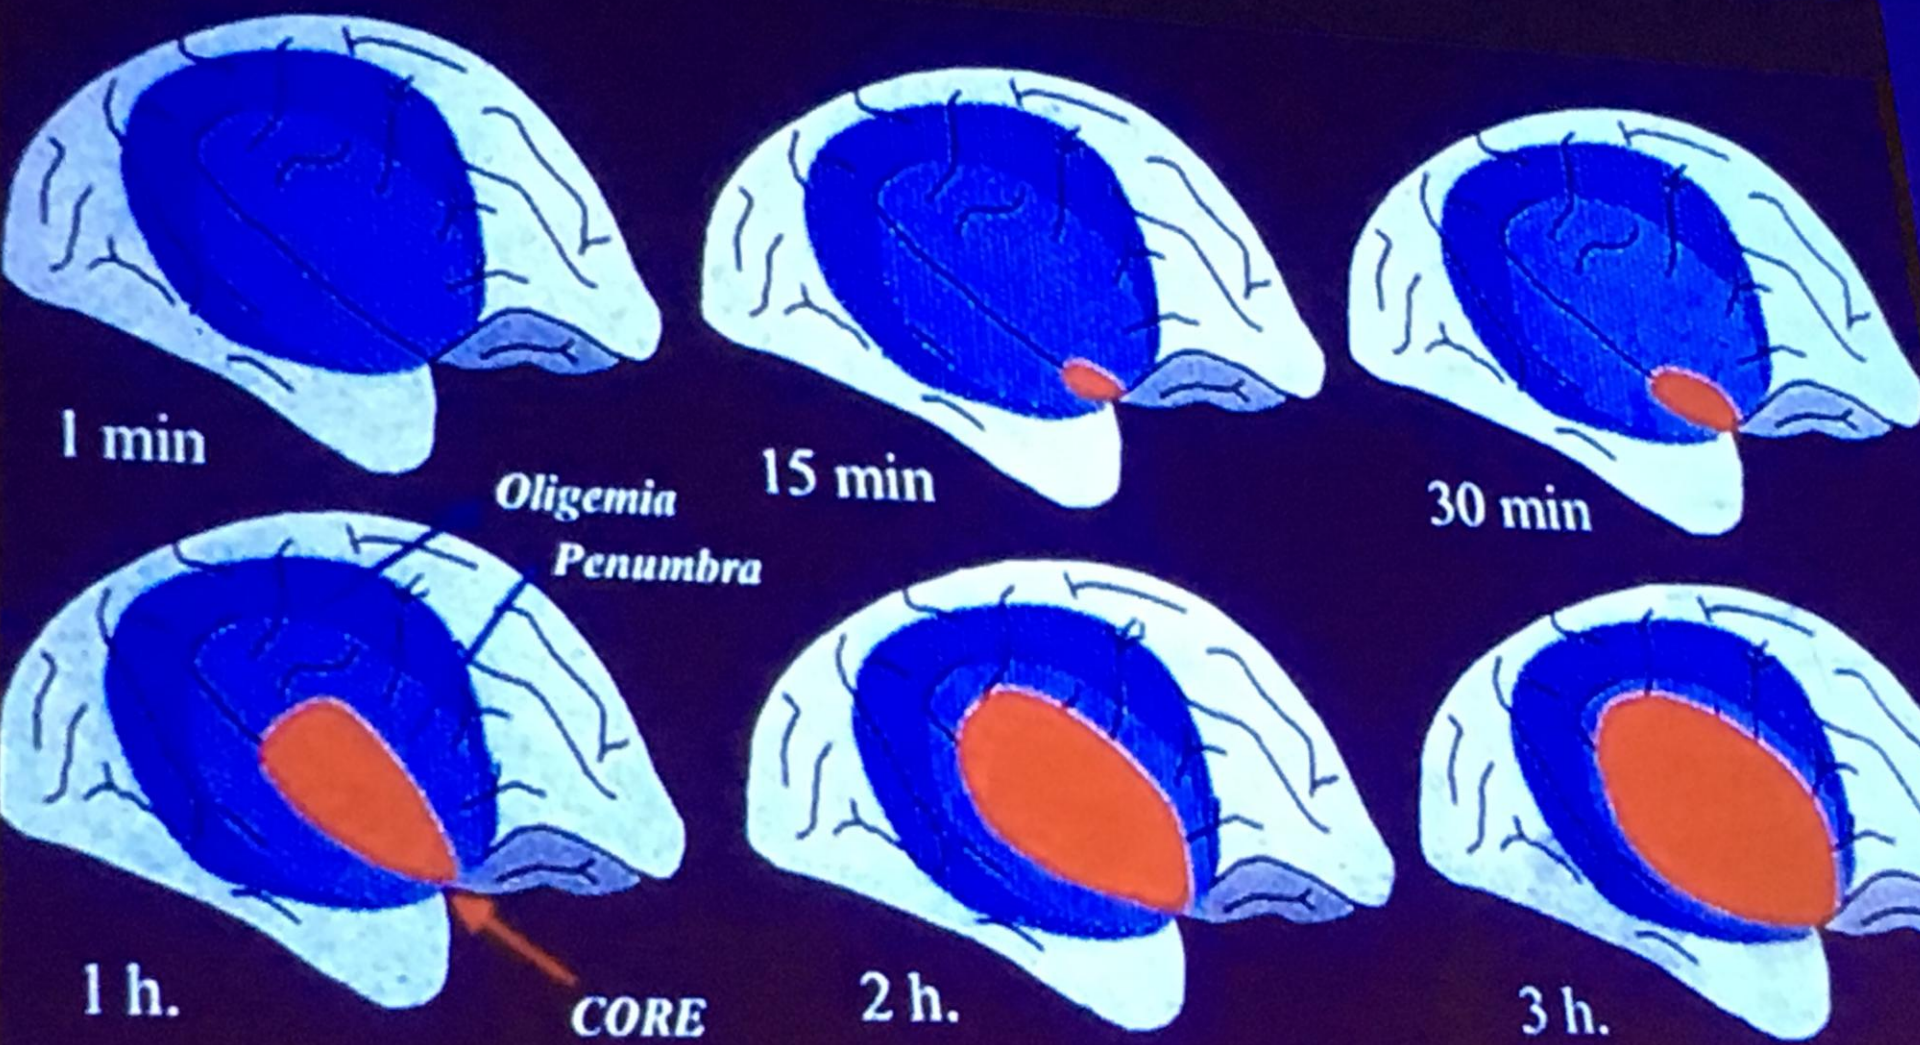 1 min
15 min
30 min
Oligemia
Penumbra
1 h.
CORE
2 h.
3 h.